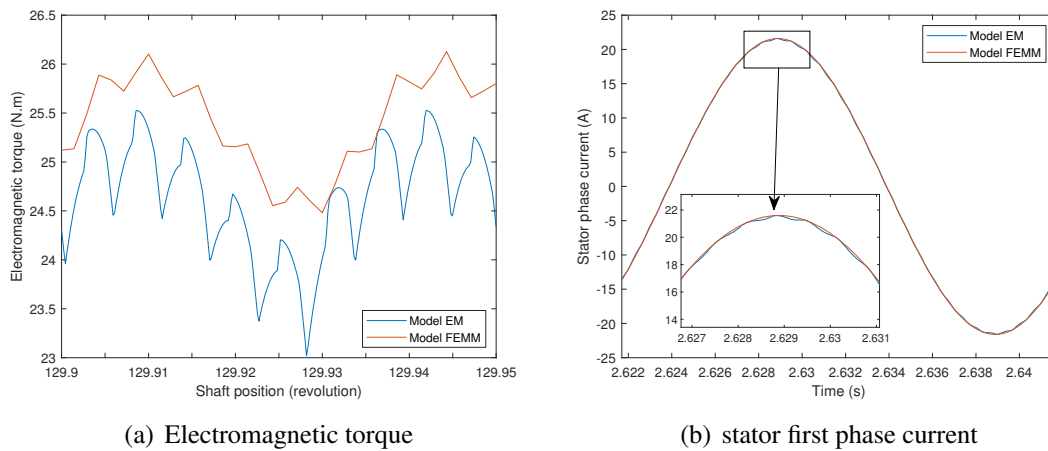 26.5
26
25.5
25
24.5
24
23.5
23
Electromagnetic torque (N.m)
Model EM
Model FEMM
129.9 129.91 129.92 129.93 129.94 129.95
Shaft position (revolution)
(a) Electromagnetic torque
25
20
15
10
5
0
-5
-10
-15
-20
-25
Stator phase current (A)
Model EM
Model FEMM
22
20
18
16
14
2.627 2.628 2.629 2.63 2.631
2.622 2.624 2.626 2.628 2.63 2.632 2.634 2.636 2.638 2.64
Time (s)
(b) stator first phase current